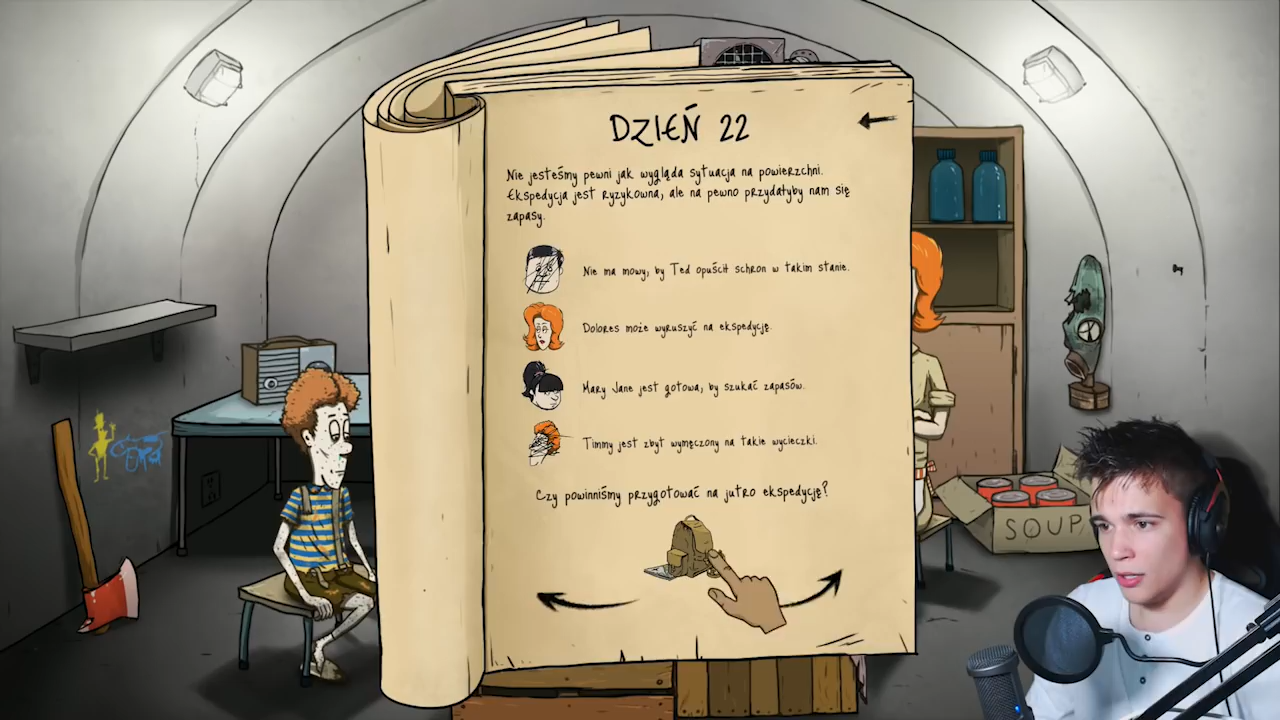 DZIEŃ 22
Nie jesteśmy pewni jak wygląda sytuacja na powierzchni.
Ekspedycja jest ryzykowna, ale na pewno przydałyby nam się
zapasy.
Nie ma mowy, by Ted opuścił schron w takim stanie.
Dolores może wyruszyć na ekspedycję.
Mary Jane jest gotowa, by szukać zapasów.
Timmy jest zbyt wymęczony na takie wycieczki.
Czy powinniśmy przygotować na jutro ekspedycję?
SOUP